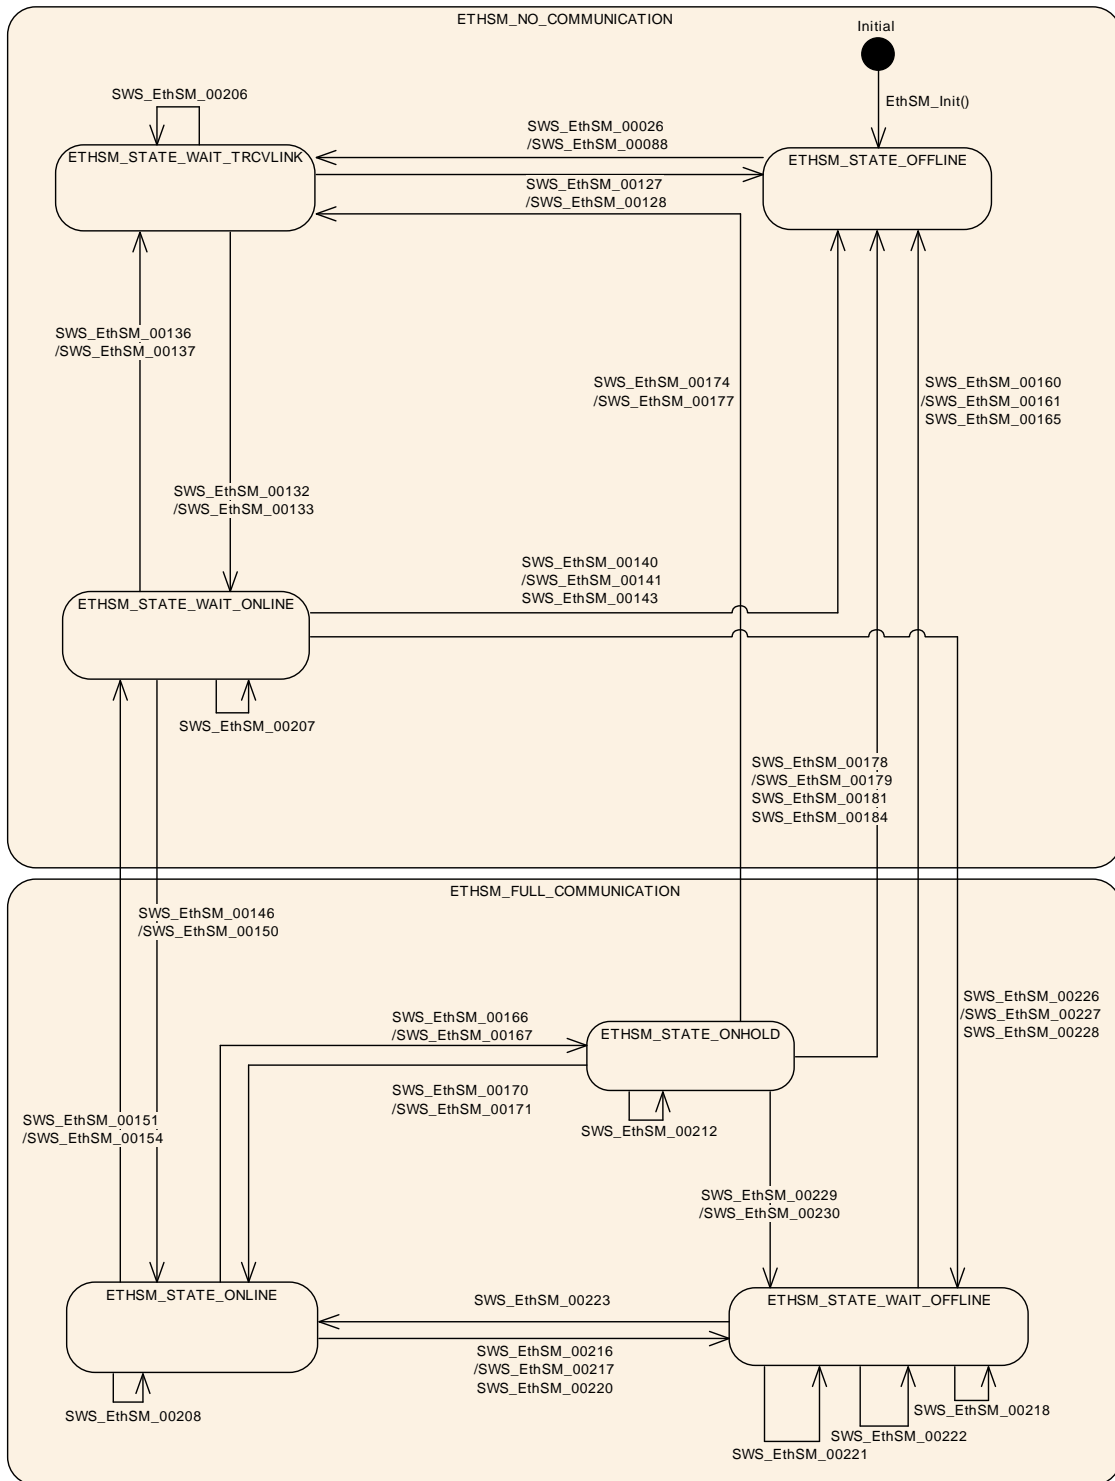 ETHSM_NO_COMMUNICATION
Initial
EthSM_Init()
SWS_EthSM_00206
SWS_EthSM_00026
/SWS_EthSM_00088
ETHSM_STATE_WAIT_TRCVLINK
ETHSM_STATE_OFFLINE
SWS_EthSM_00127
/SWS_EthSM_00128
SWS_EthSM_00136
/SWS_EthSM_00137
SWS_EthSM_00174
/SWS_EthSM_00177
SWS_EthSM_00160
/SWS_EthSM_00161
SWS_EthSM_00165
SWS_EthSM_00132
/SWS_EthSM_00133
SWS_EthSM_00140
/SWS_EthSM_00141
SWS_EthSM_00143
ETHSM_STATE_WAIT_ONLINE
SWS_EthSM_00207
SWS_EthSM_00178
/SWS_EthSM_00179
SWS_EthSM_00181
SWS_EthSM_00184
ETHSM_FULL_COMMUNICATION
SWS_EthSM_00146
/SWS_EthSM_00150
SWS_EthSM_00226
/SWS_EthSM_00227
SWS_EthSM_00228
SWS_EthSM_00166
/SWS_EthSM_00167
ETHSM_STATE_ONHOLD
SWS_EthSM_00170
/SWS_EthSM_00171
SWS_EthSM_00151
/SWS_EthSM_00154
SWS_EthSM_00212
SWS_EthSM_00229
/SWS_EthSM_00230
ETHSM_STATE_ONLINE
SWS_EthSM_00223
ETHSM_STATE_WAIT_OFFLINE
SWS_EthSM_00216
/SWS_EthSM_00217
SWS_EthSM_00220
SWS_EthSM_00208
SWS_EthSM_00218
SWS_EthSM_00222
SWS_EthSM_00221